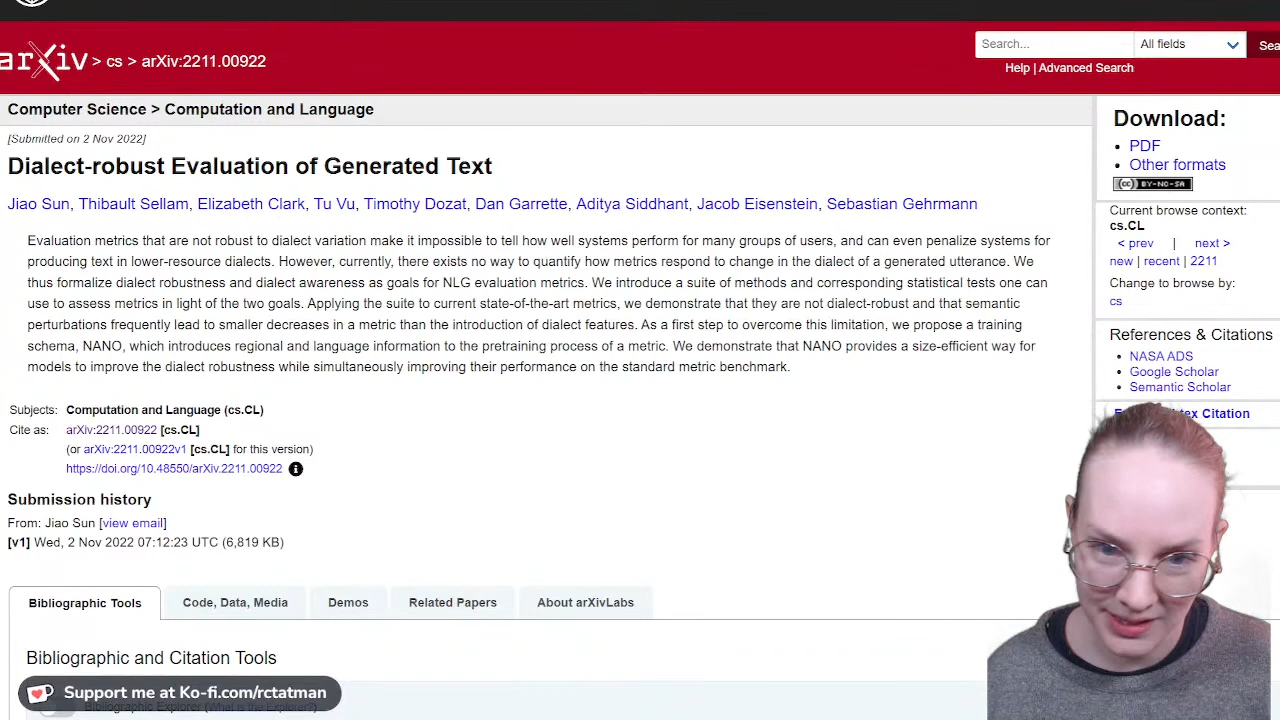 arXiv > cs > arXiv:2211.00922
Search...
All fields
Sea
Help | Advanced Search
Computer Science > Computation and Language
[Submitted on 2 Nov 2022]
Dialect-robust Evaluation of Generated Text
Jiao Sun, Thibault Sellam, Elizabeth Clark, Tu Vu, Timothy Dozat, Dan Garrette, Aditya Siddhant, Jacob Eisenstein, Sebastian Gehrmann
Evaluation metrics that are not robust to dialect variation make it impossible to tell how well systems perform for many groups of users, and can even penalize systems for
producing text in lower-resource dialects. However, currently, there exists no way to quantify how metrics respond to change in the dialect of a generated utterance. We
thus formalize dialect robustness and dialect awareness as goals for NLG evaluation metrics. We introduce a suite of methods and corresponding statistical tests one can
use to assess metrics in light of the two goals. Applying the suite to current state-of-the-art metrics, we demonstrate that they are not dialect-robust and that semantic
perturbations frequently lead to smaller decreases in a metric than the introduction of dialect features. As a first step to overcome this limitation, we propose a training
schema, NANO, which introduces regional and language information to the pretraining process of a metric. We demonstrate that NANO provides a size-efficient way for
models to improve the dialect robustness while simultaneously improving their performance on the standard metric benchmark.
Subjects: Computation and Language (cs.CL)
Cite as: arXiv:2211.00922 [cs.CL]
(or arXiv:2211.00922v1 [cs.CL] for this version)
https://doi.org/10.48550/arXiv.2211.00922
Submission history
From: Jiao Sun [view email]
[v1] Wed, 2 Nov 2022 07:12:23 UTC (6,819 KB)
Bibliographic Tools
Code, Data, Media
Demos
Related Papers
About arXivLabs
Bibliographic and Citation Tools
Support me at Ko-fi.com/rctatman
Bibliographic Explorer (What is the Explorer?)
Download:
PDF
Other formats
(cc) BY-NC-SA
Current browse context:
cs.CL
< prev | next >
new | recent | 2211
Change to browse by:
cs
References & Citations
NASA ADS
Google Scholar
Semantic Scholar
Citation